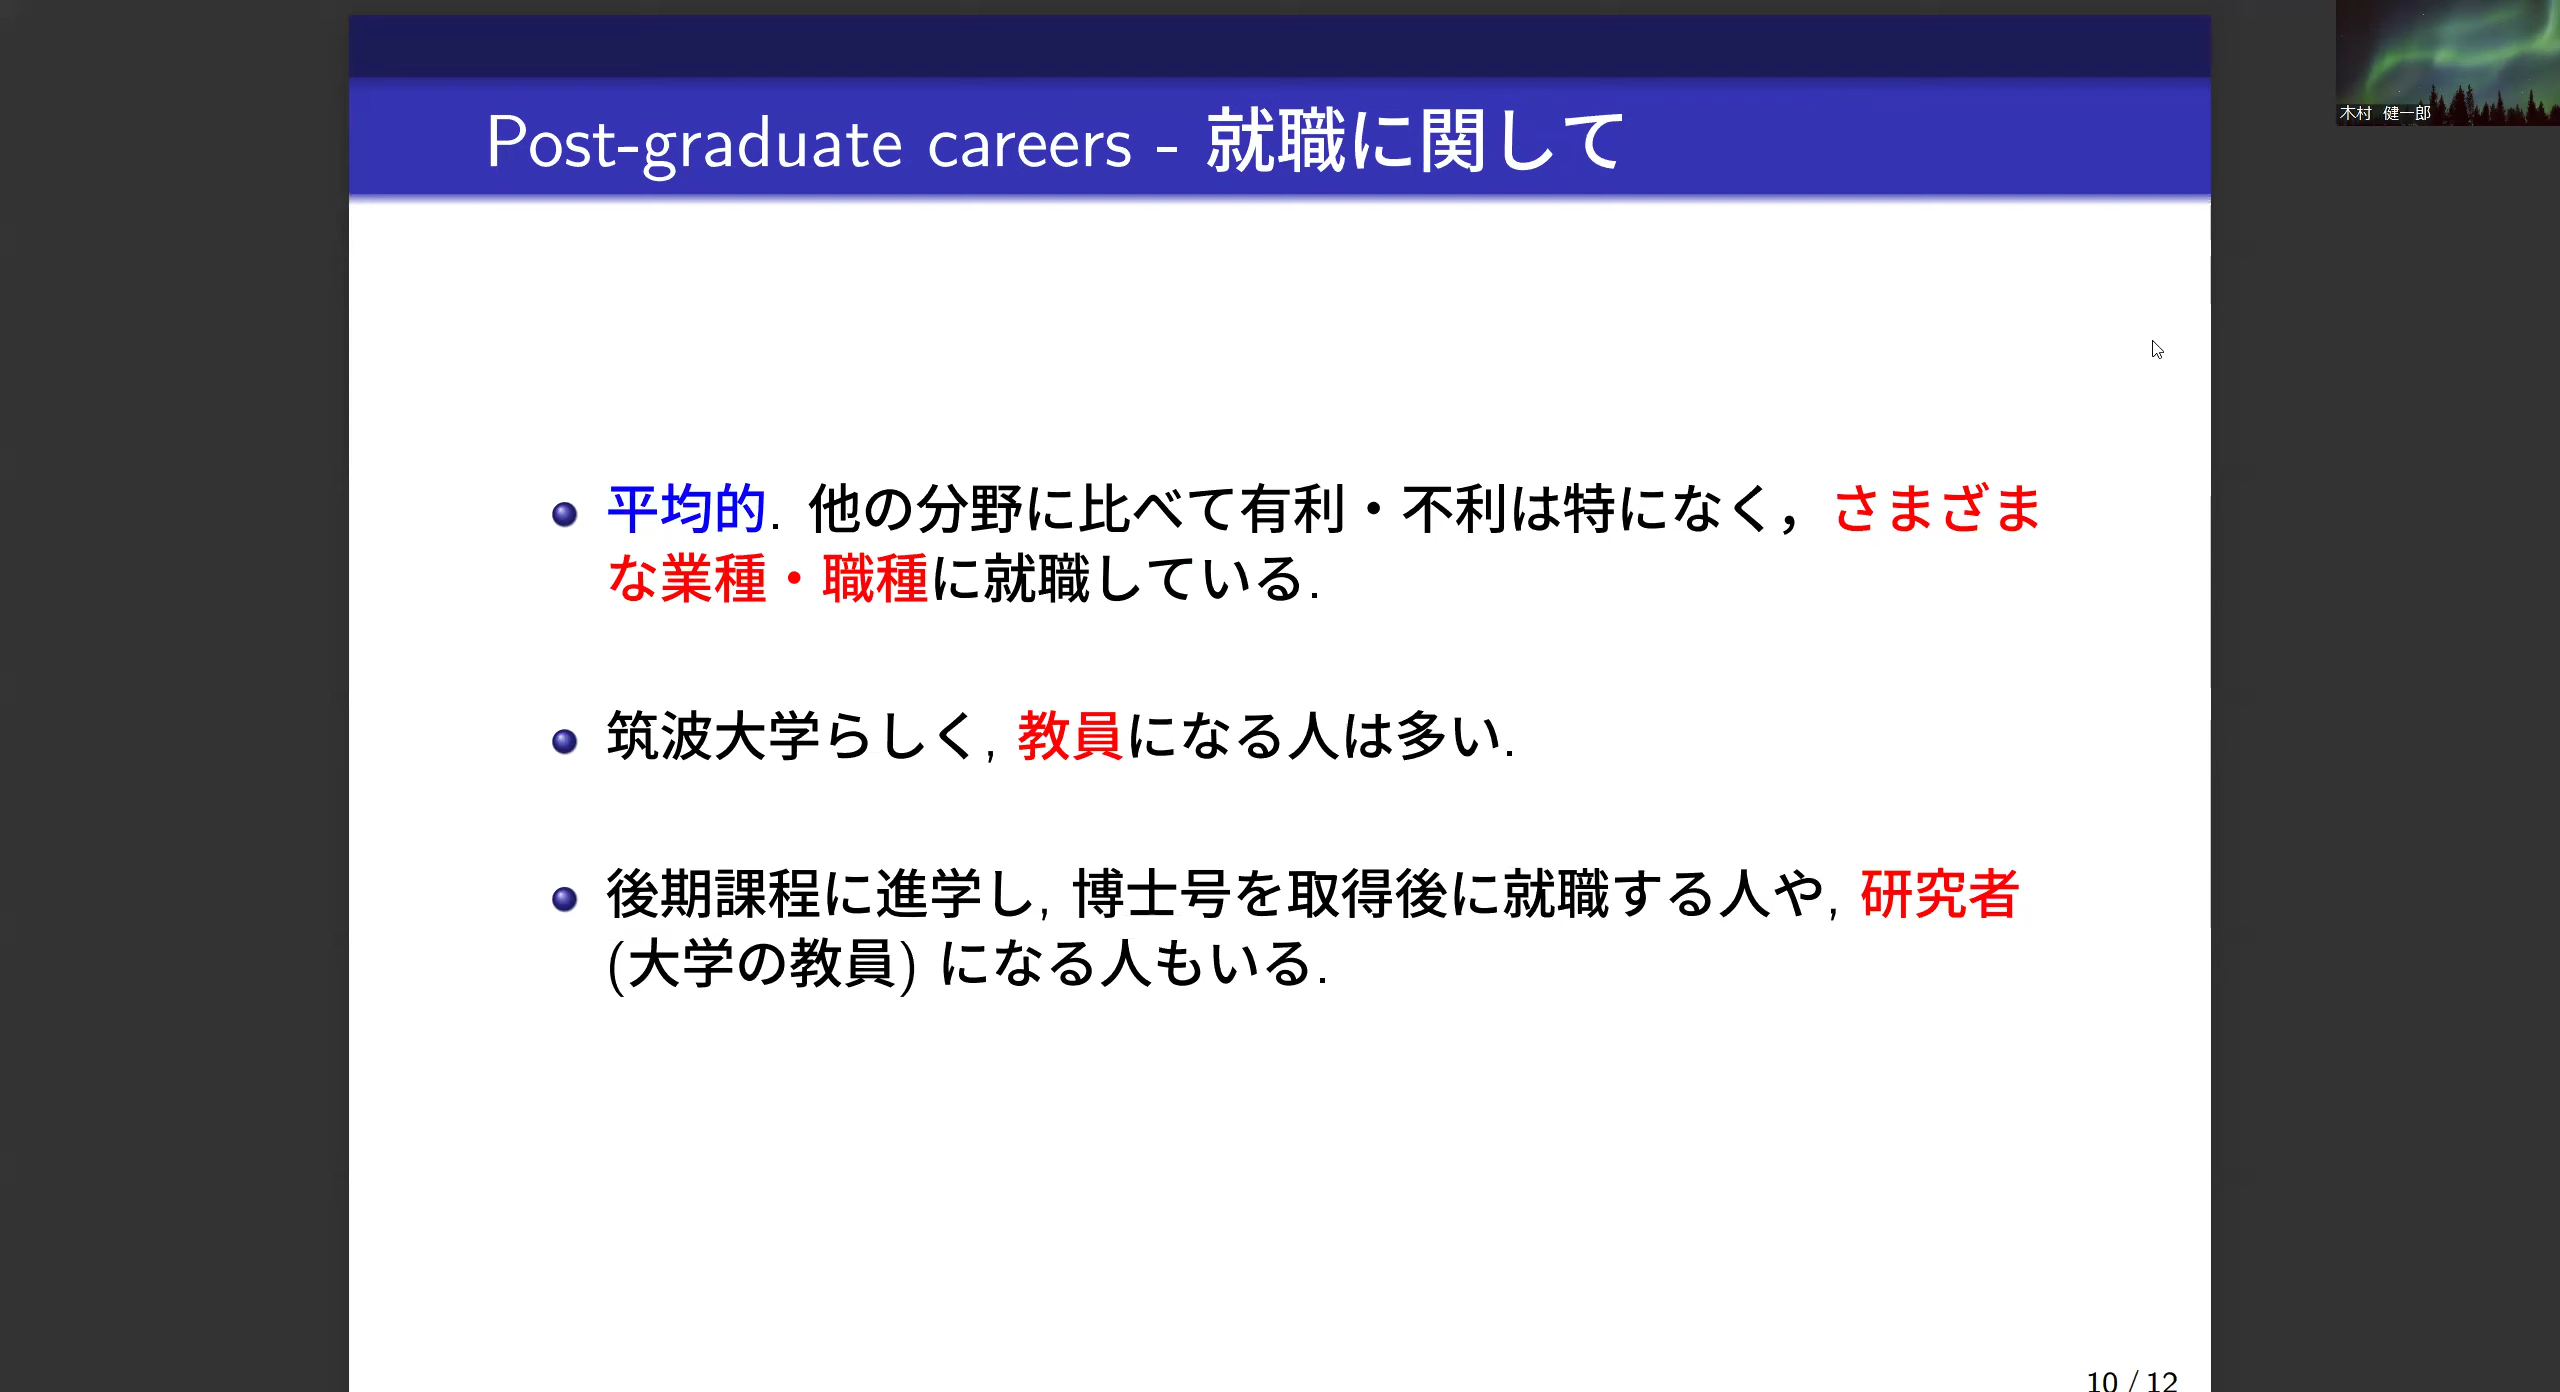 Post-graduate careers - 就職に関して
木村 健一郎
平均的. 他の分野に比べて有利・不利は特になく，さまざま
な業種・職種に就職している.
筑波大学らしく, 教員になる人は多い.
後期課程に進学し, 博士号を取得後に就職する人や, 研究者
(大学の教員) になる人もいる.
10 / 12